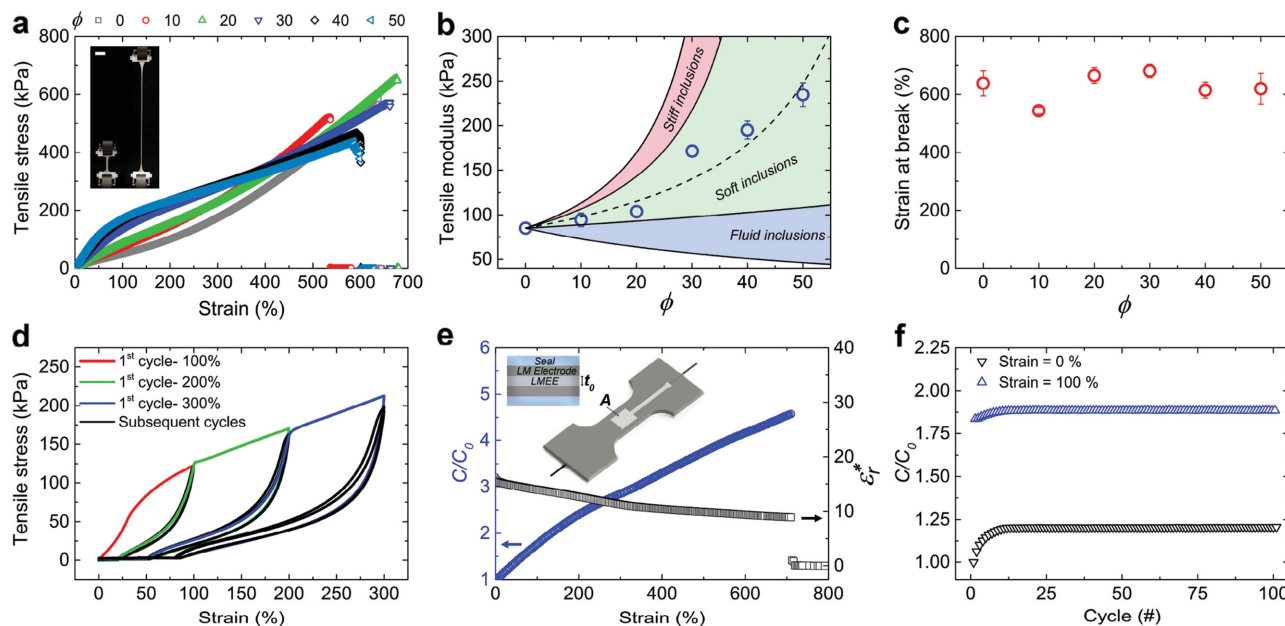 a
ϕ 0 10 20 30 40 50
800
600
400
200
0
Tensile stress (kPa)
0 100 200 300 400 500 600 700
Strain (%)
b
300
250
200
150
100
50
Tensile modulus (kPa)
Stiff inclusions
Soft inclusions
Fluid inclusions
0 10 20 30 40 50
ϕ
c
800
600
400
200
0
Strain at break (%)
0 10 20 30 40 50
ϕ
d
250
200
150
100
50
0
Tensile stress (kPa)
1st cycle- 100%
1st cycle- 200%
1st cycle- 300%
Subsequent cycles
0 50 100 150 200 250 300
Strain (%)
e
6
5
4
3
2
1
C/C0
Seal
LM Electrode
LMEE
t0
A
40
30
20
10
0
εr*
0 200 400 600 800
Strain (%)
f
2.25
2.00
1.75
1.50
1.25
1.00
C/C0
Strain = 0 %
Strain = 100 %
0 25 50 75 100
Cycle (#)